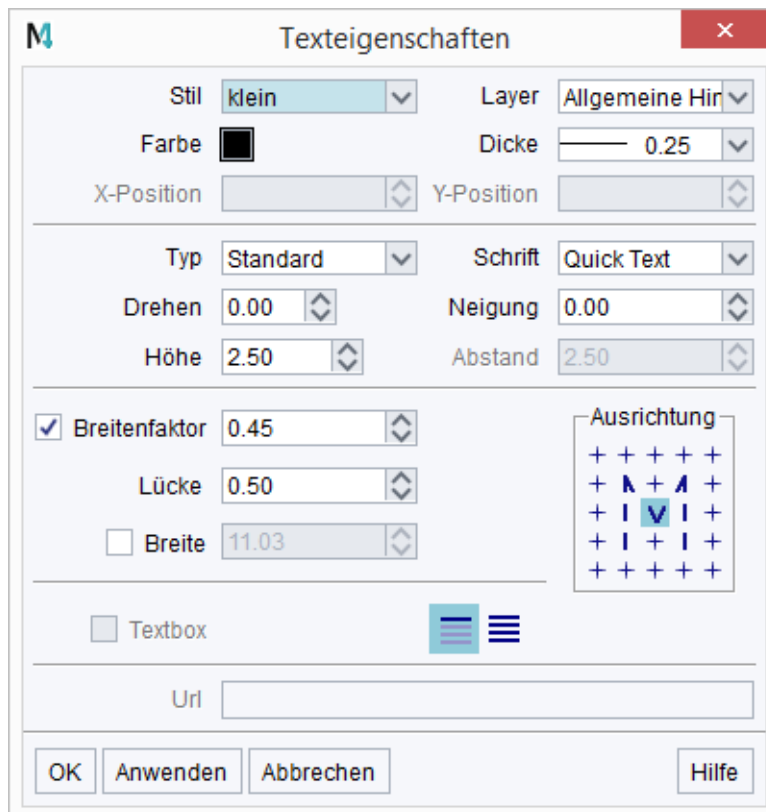 Texteigenschaften
Stil klein Layer Allgemeine Hin
Farbe Dicke 0.25
X-Position Y-Position
Typ Standard Schrift Quick Text
Drehen 0.00 Neigung 0.00
Höhe 2.50 Abstand 2.50
Breitenfaktor 0.45 Ausrichtung
Lücke 0.50
Breite 11.03
Textbox
Url
OK Anwenden Abbrechen Hilfe